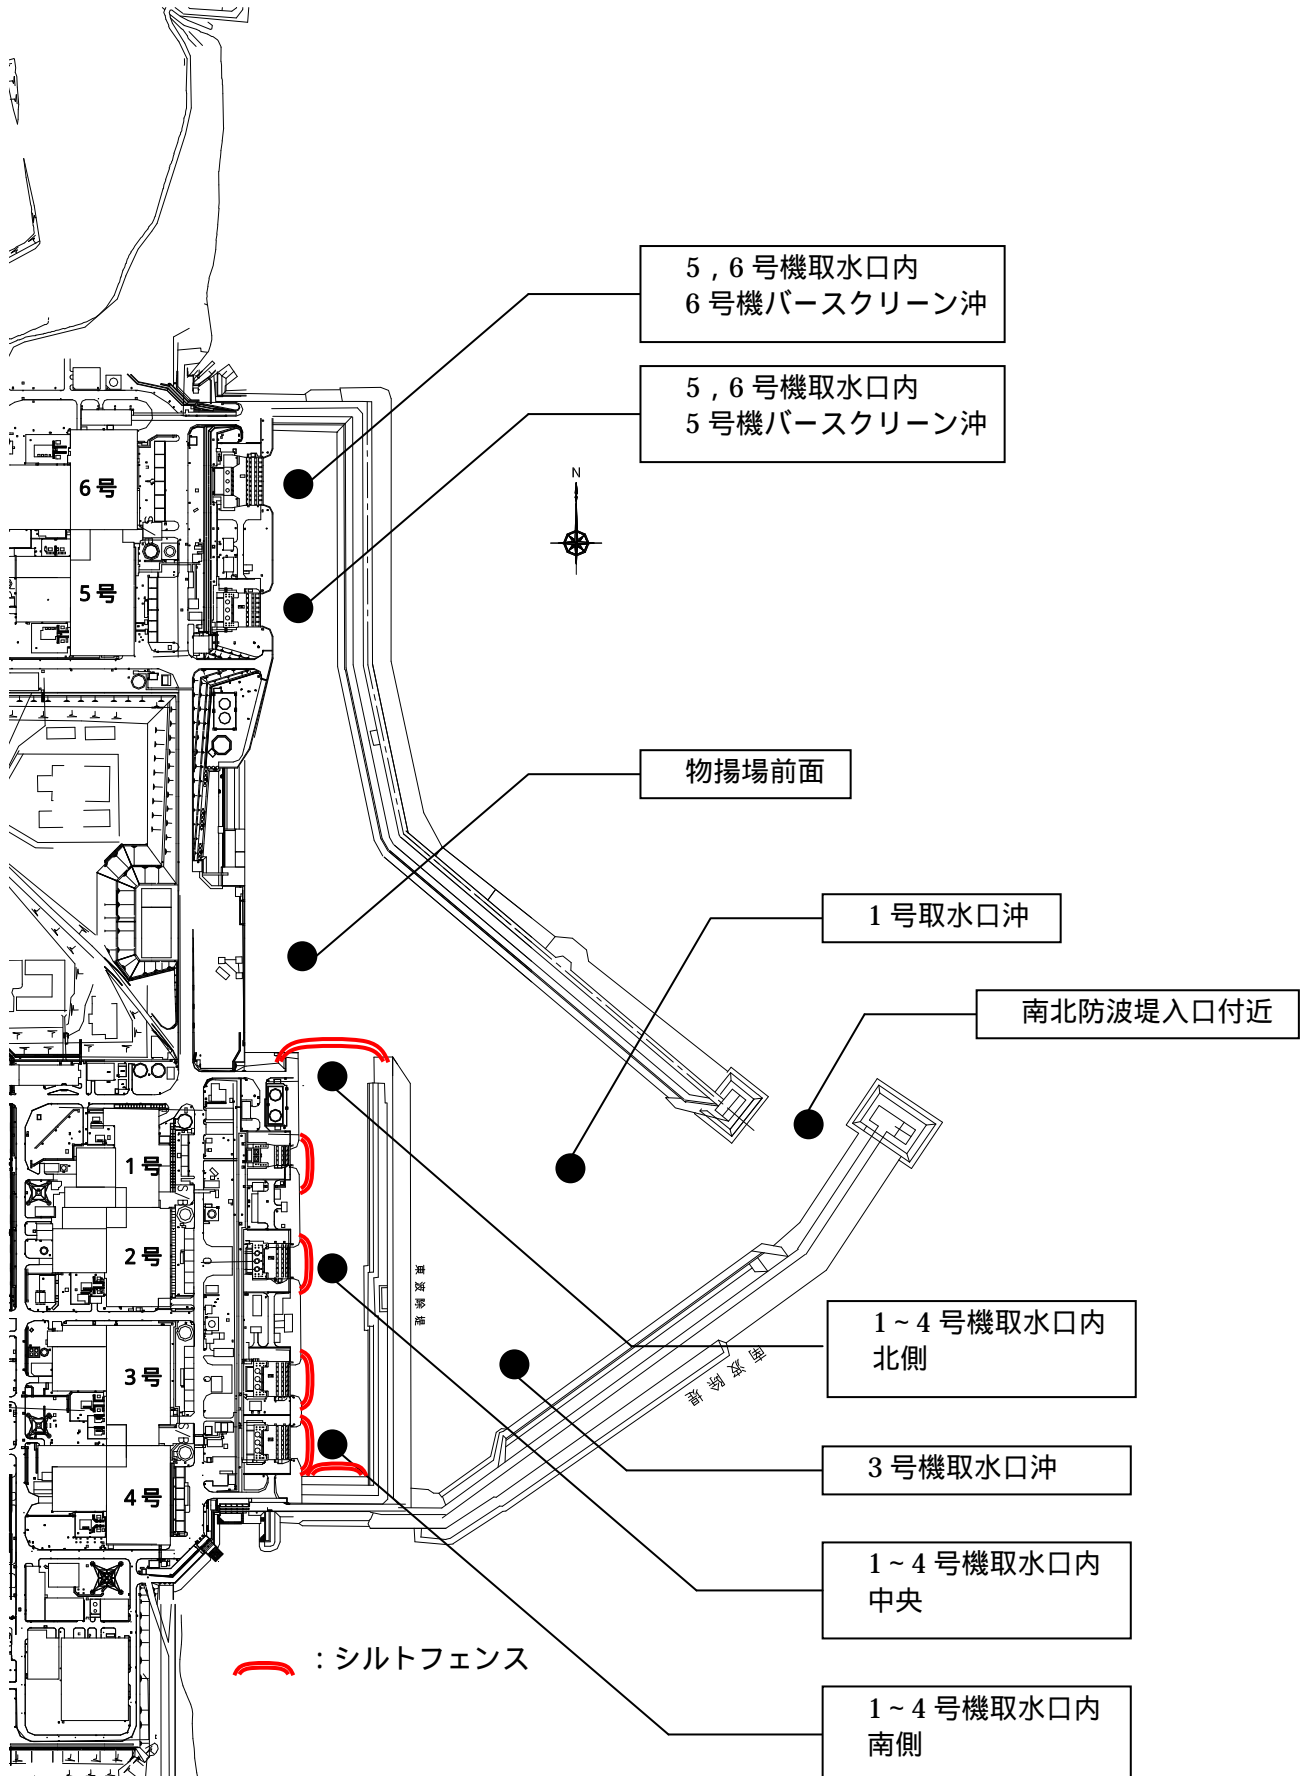 5，6号機取水口内
6号機バースクリーン沖
5，6号機取水口内
5号機バースクリーン沖
N
6号
5号
物揚場前面
1号取水口沖
南北防波堤入口付近
1号
2号
東波除堤
1~4号機取水口内
北側
南波除堤
3号
3号機取水口沖
4号
1~4号機取水口内
中央
：シルトフェンス
1~4号機取水口内
南側